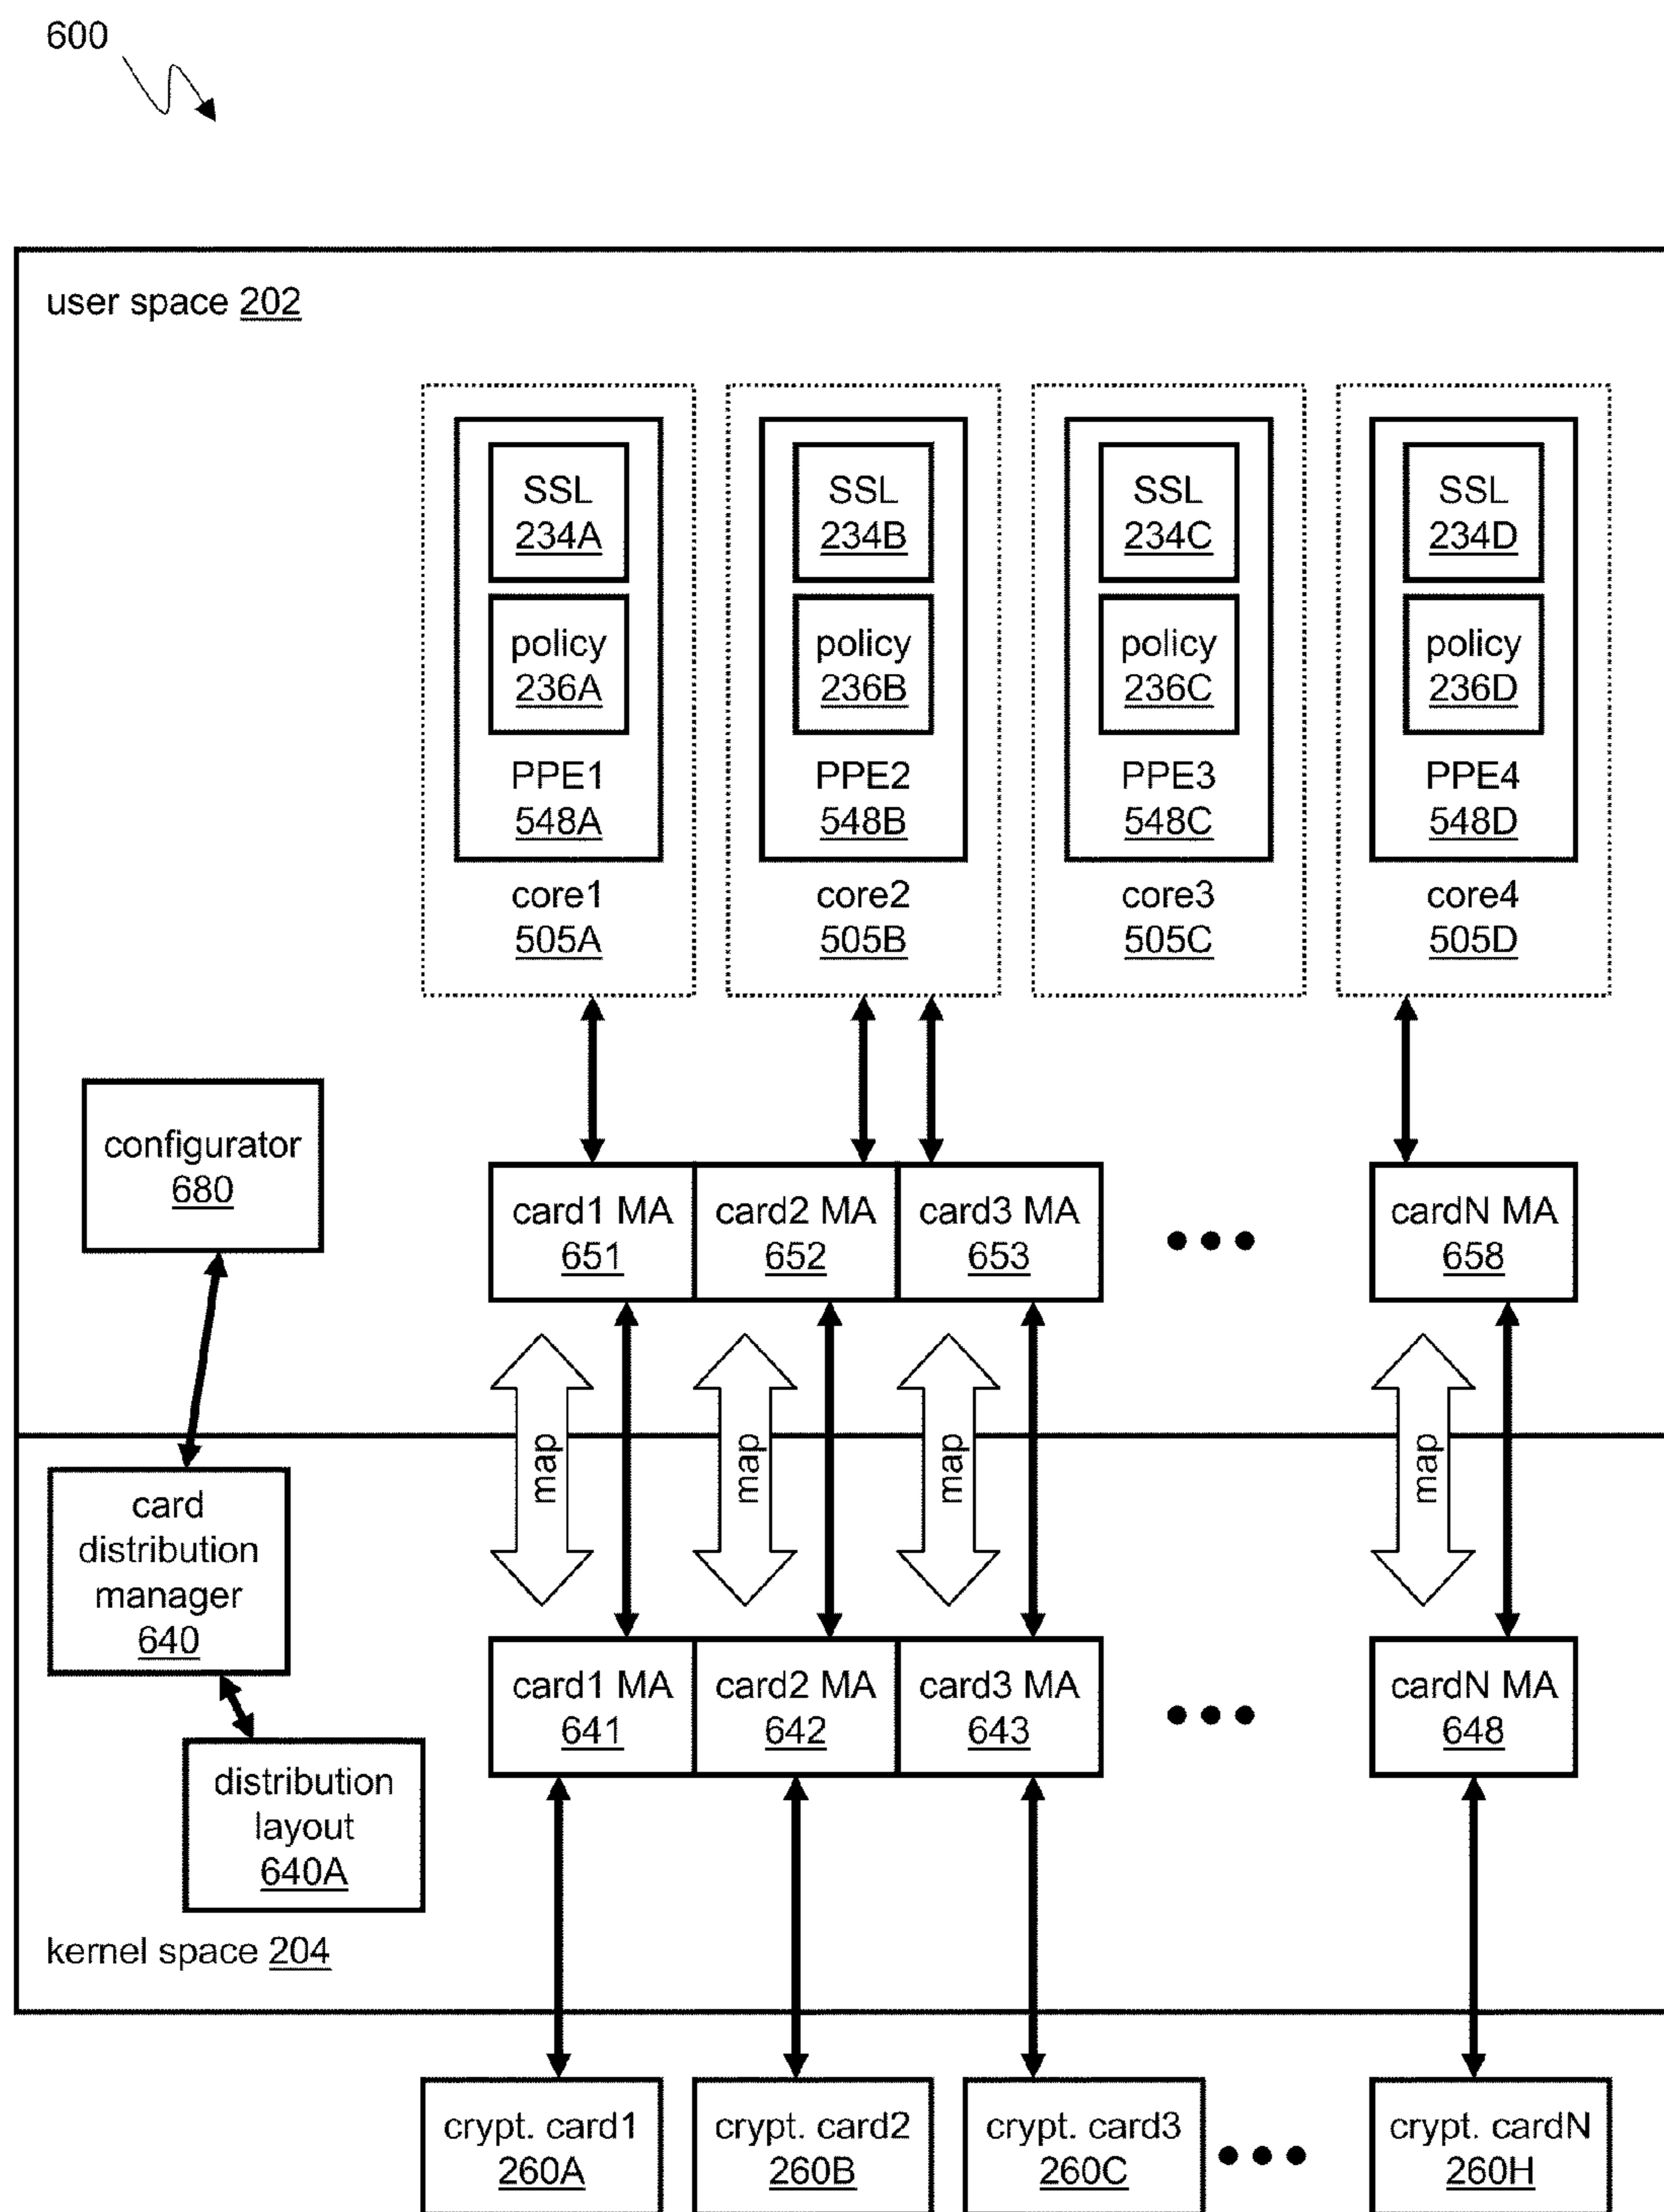 600
user space 202
SSL
234A
policy
236A
PPE1
548A
core1
505A
SSL
234B
policy
236B
PPE2
548B
core2
505B
SSL
234C
policy
236C
PPE3
548C
core3
505C
SSL
234D
policy
236D
PPE4
548D
core4
505D
configurator
680
card1 MA
651
card2 MA
652
card3 MA
653
cardN MA
658
map
map
map
map
card
distribution
manager
640
distribution
layout
640A
card1 MA
641
card2 MA
642
card3 MA
643
cardN MA
648
kernel space 204
crypt. card1
260A
crypt. card2
260B
crypt. card3
260C
crypt. cardN
260H